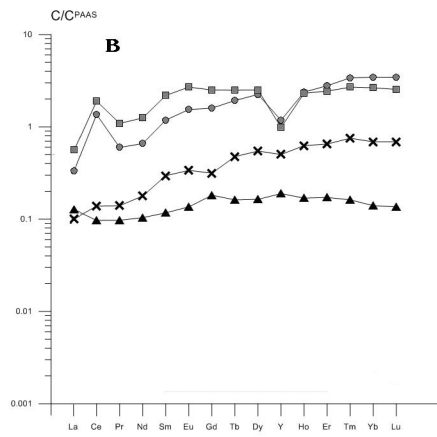 C/CPAAS
B
10
1
0.1
0.01
0.001
La Ce Pr Nd Sm Eu Gd Tb Dy Y Ho Er Tm Yb Lu